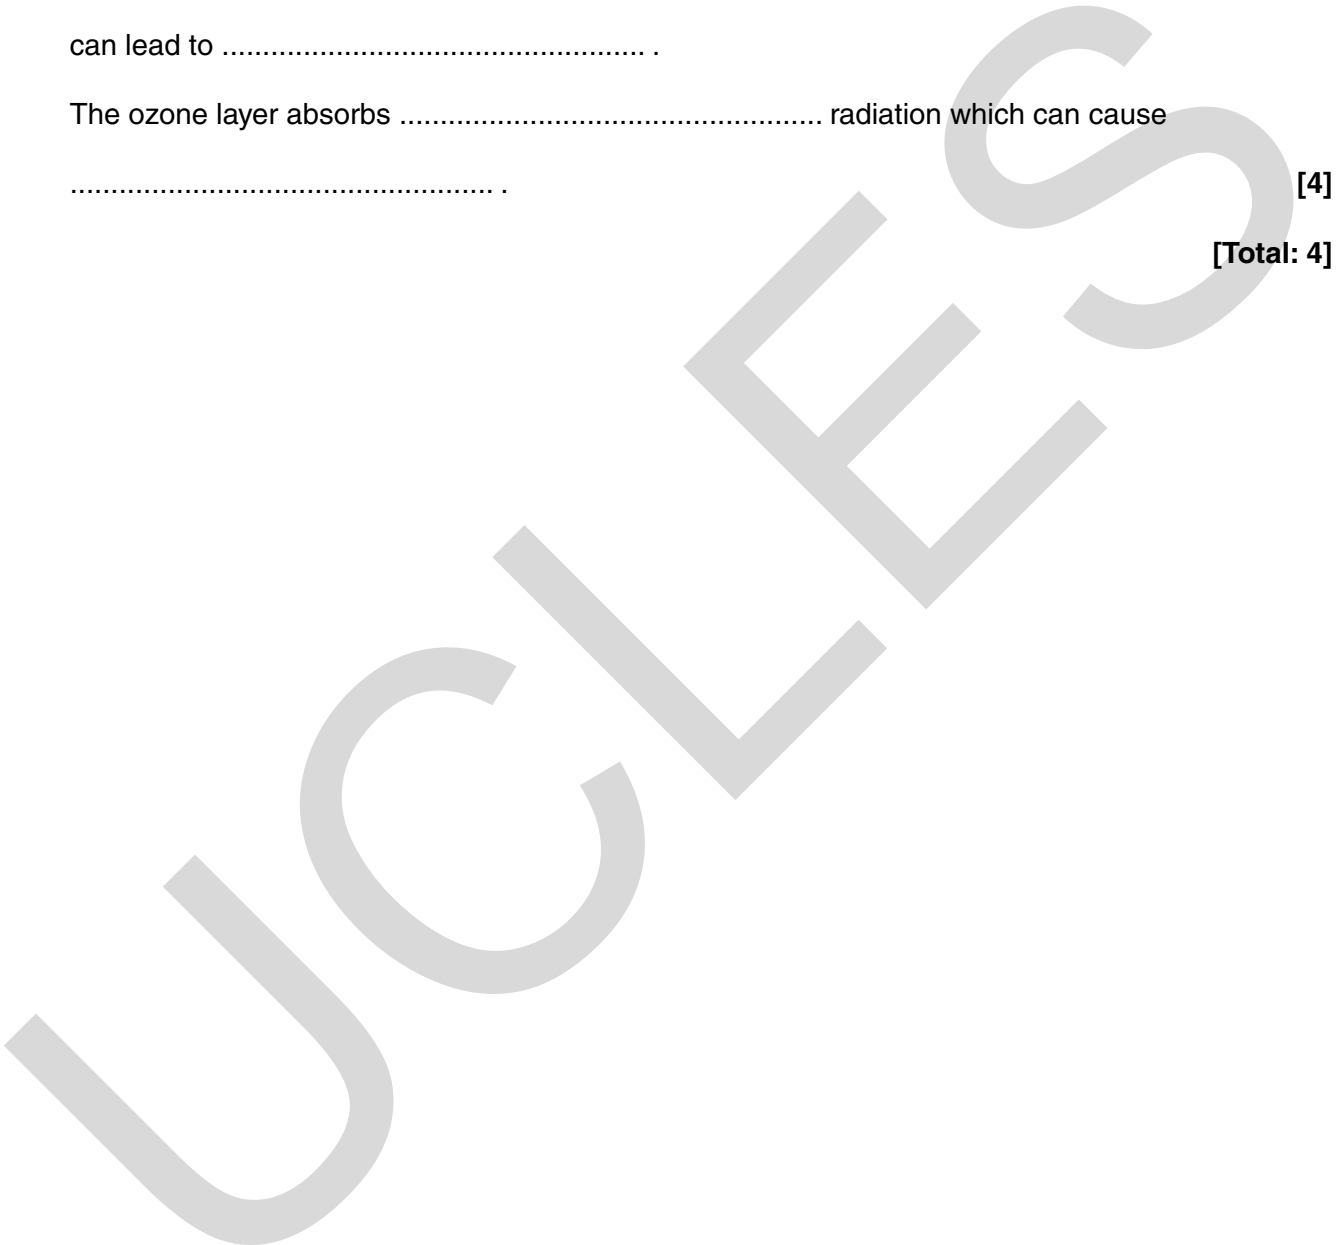 can lead to .................................................... .
The ozone layer absorbs .................................................... radiation which can cause
.................................................... . [4]
[Total: 4]
UCLES